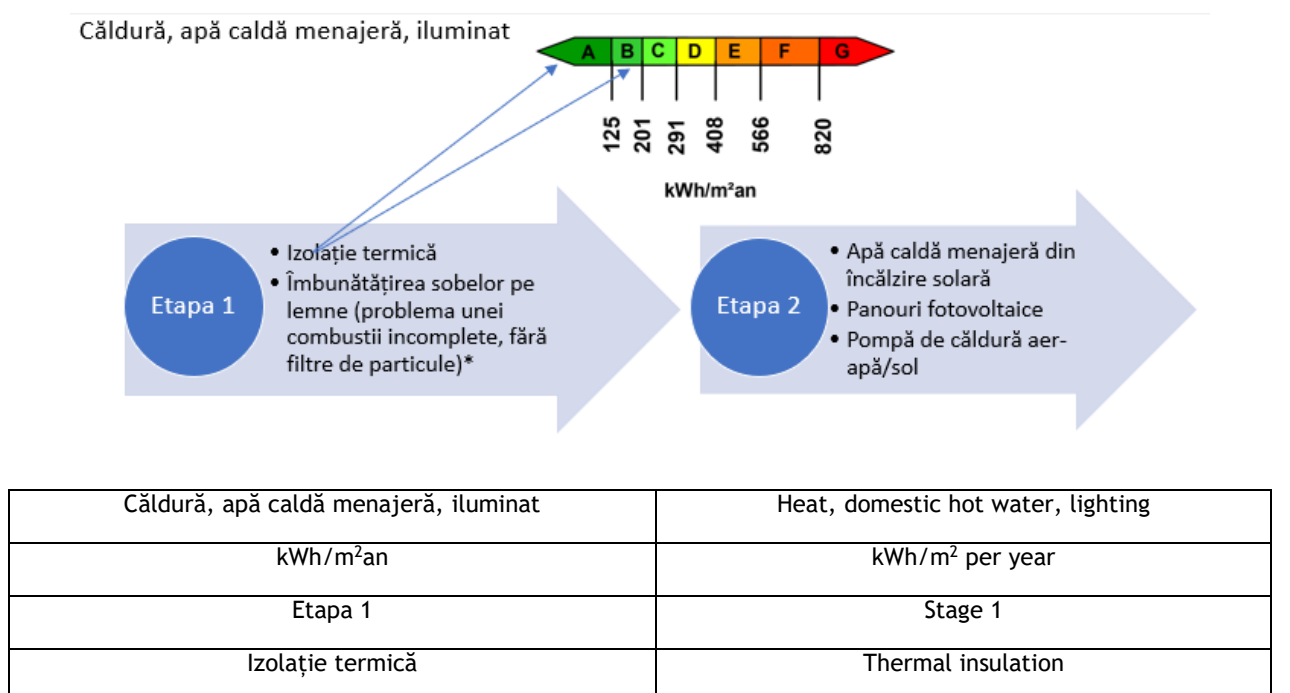 Căldură, apă caldă menajeră, iluminat
A B C D E F G
125 201 291 408 566 820
kWh/m²an
Etapa 1
• Izolație termică
• Îmbunătățirea sobelor pe
lemne (problema unei
combustii incomplete, fără
filtre de particule)*
Etapa 2
• Apă caldă menajeră din
încălzire solară
• Panouri fotovoltaice
• Pompă de căldură aer-
apă/sol
Căldură, apă caldă menajeră, iluminat Heat, domestic hot water, lighting
kWh/m²an kWh/m² per year
Etapa 1 Stage 1
Izolație termică Thermal insulation